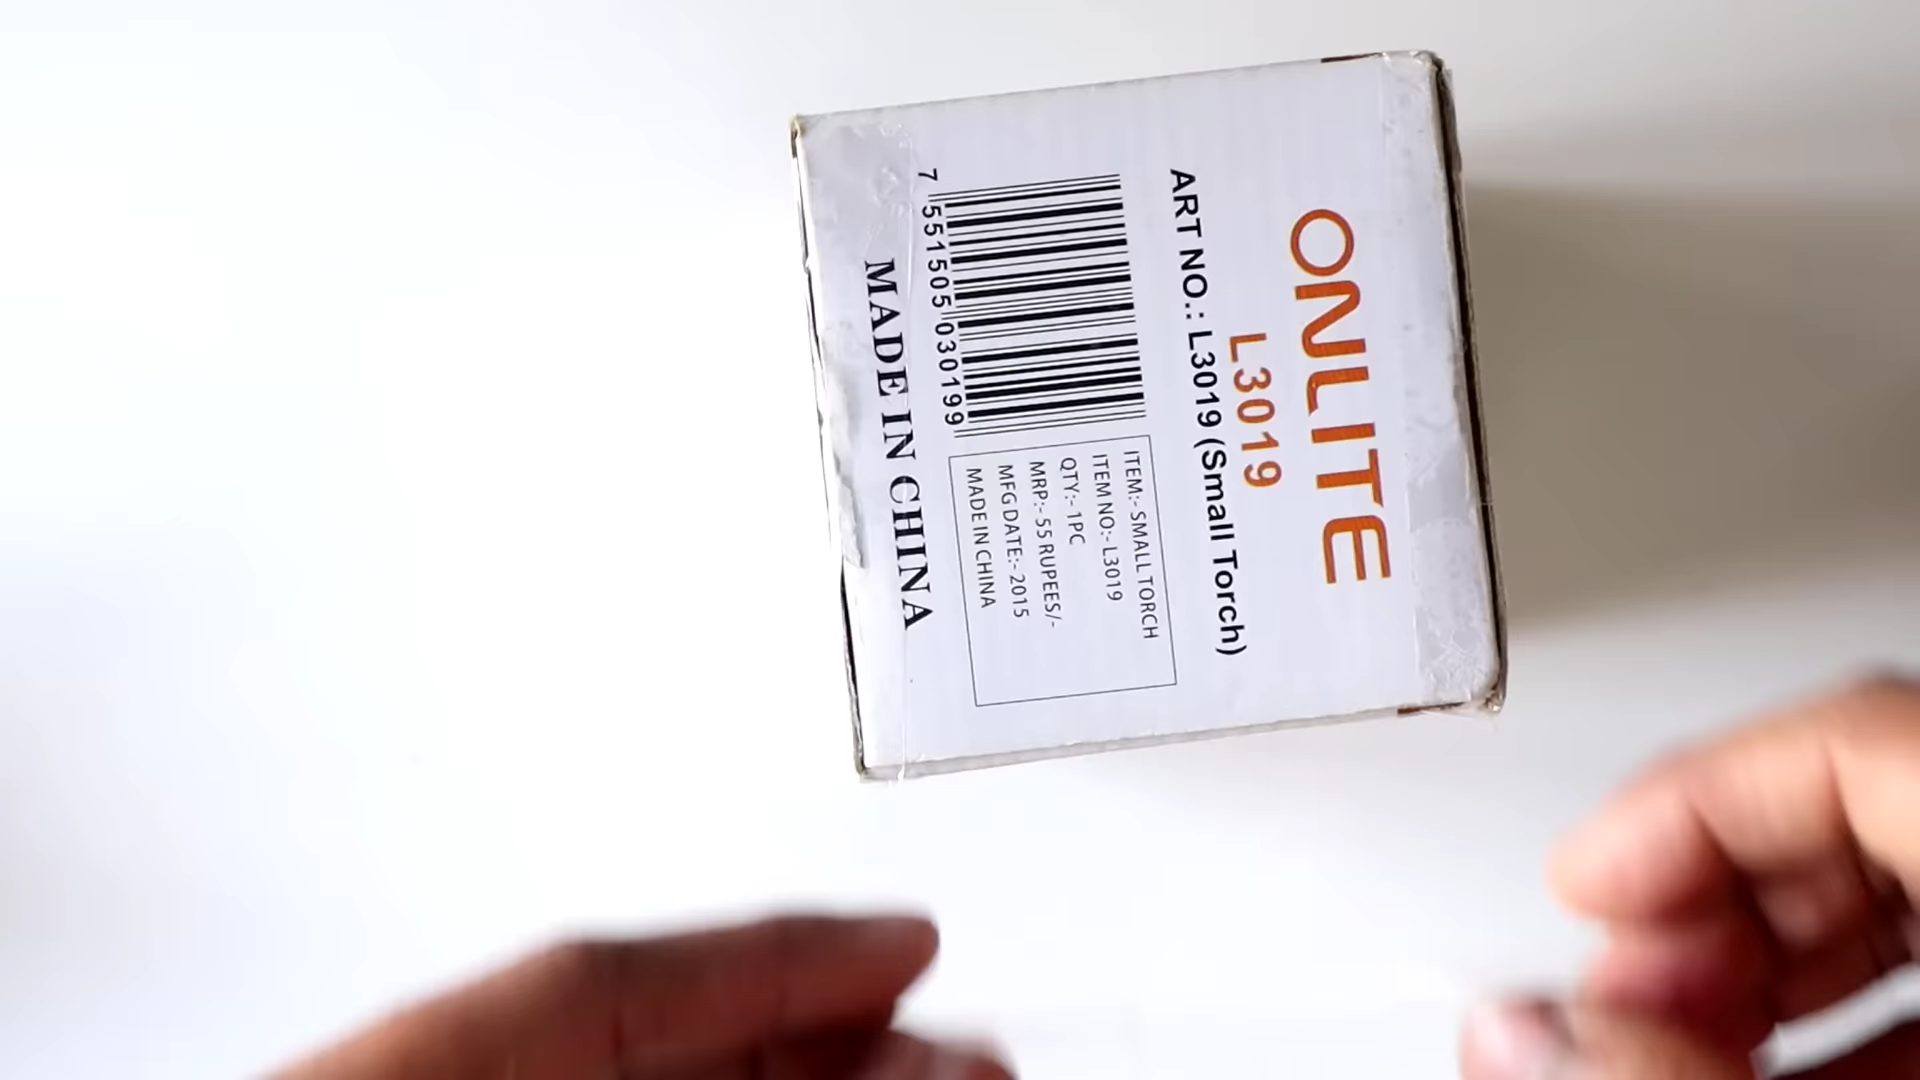 ONLITE
L3019
ART NO.: L3019 (Small Torch)
7 551505 030199
ITEM:- SMALL TORCH
ITEM NO:- L3019
QTY:- 1PC
MRP:- 55 RUPEES/-
MFG DATE:- 2015
MADE IN CHINA
MADE IN CHINA